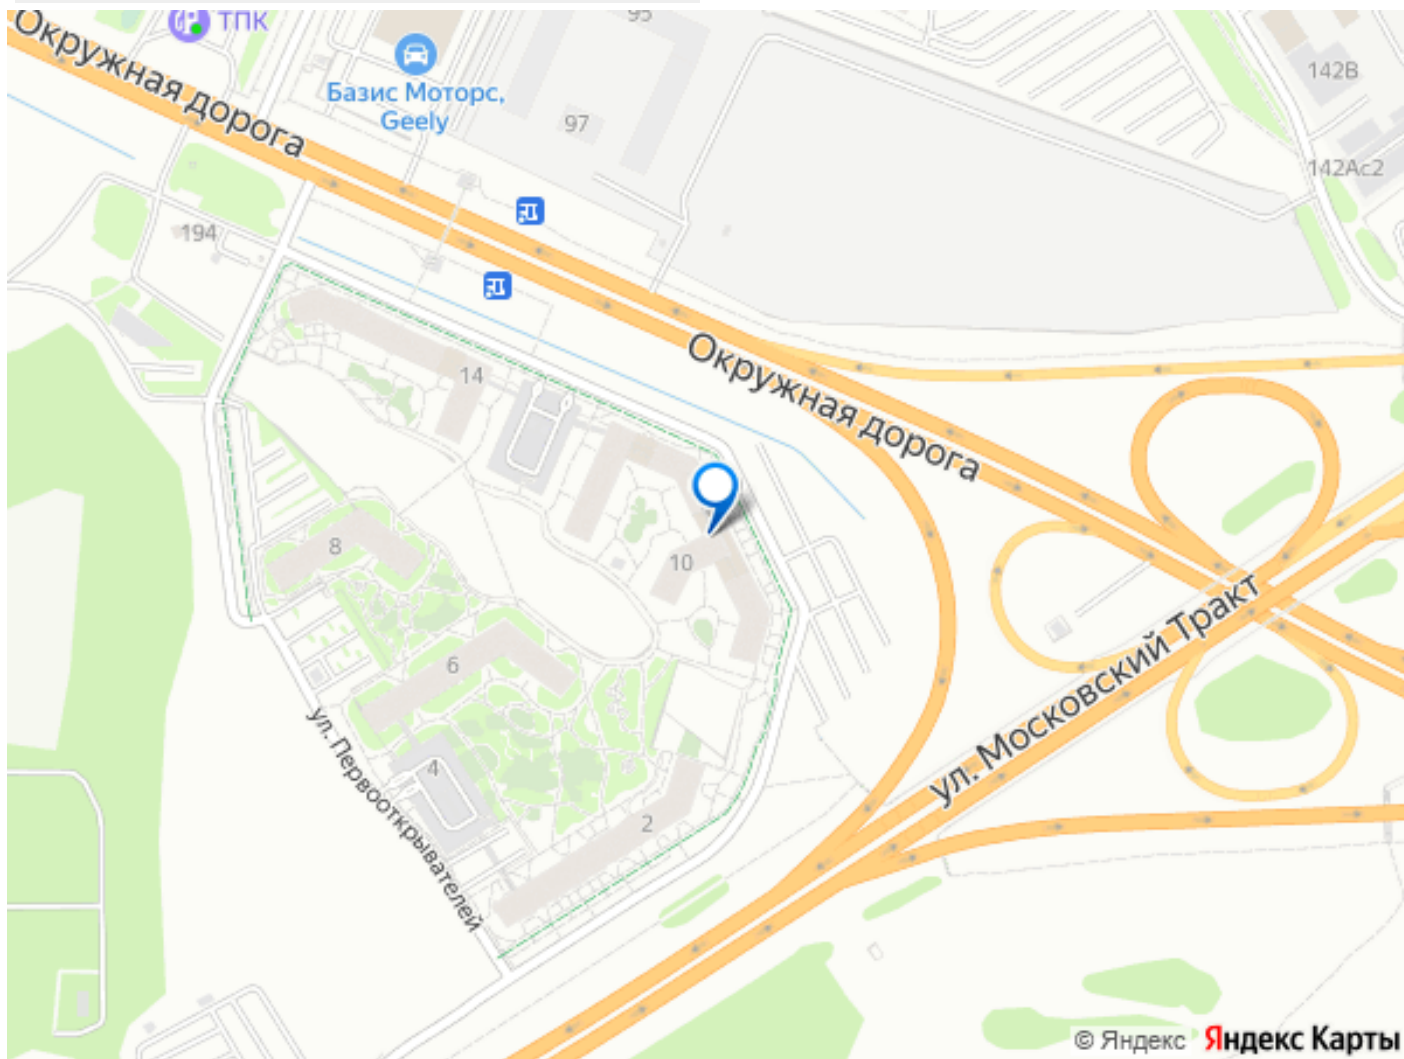 95
Окружная дорога
ТПК
142В
Базис Моторс,
Geely
97
142Ас2
194
Окружная дорога
14
8
10
6
ул. Московский Тракт
ул. Первооткрывателей
4
2
© Яндекс Яндекс Карты